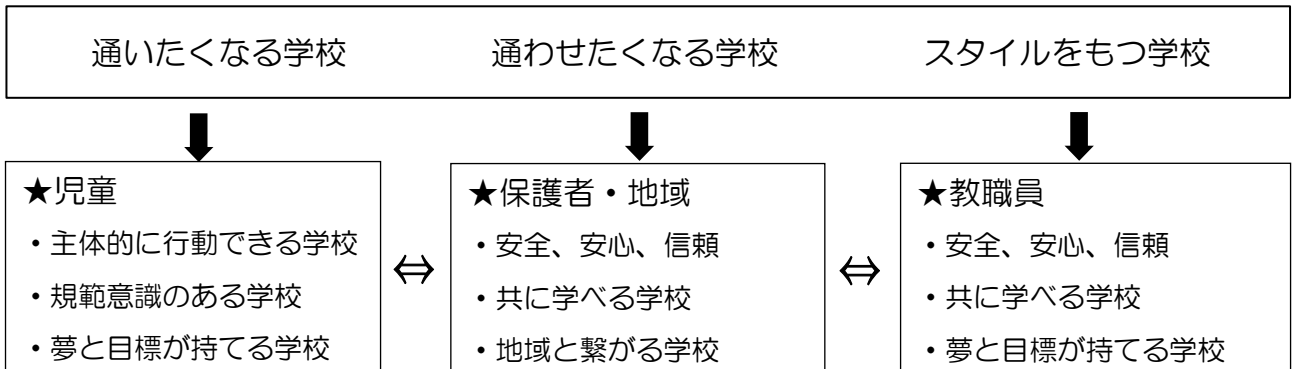 通いたくなる学校　通わせたくなる学校　スタイルをもつ学校
★児童
・主体的に行動できる学校
・規範意識のある学校
・夢と目標が持てる学校
⇔
★保護者・地域
・安全、安心、信頼
・共に学べる学校
・地域と繋がる学校
⇔
★教職員
・安全、安心、信頼
・共に学べる学校
・夢と目標が持てる学校